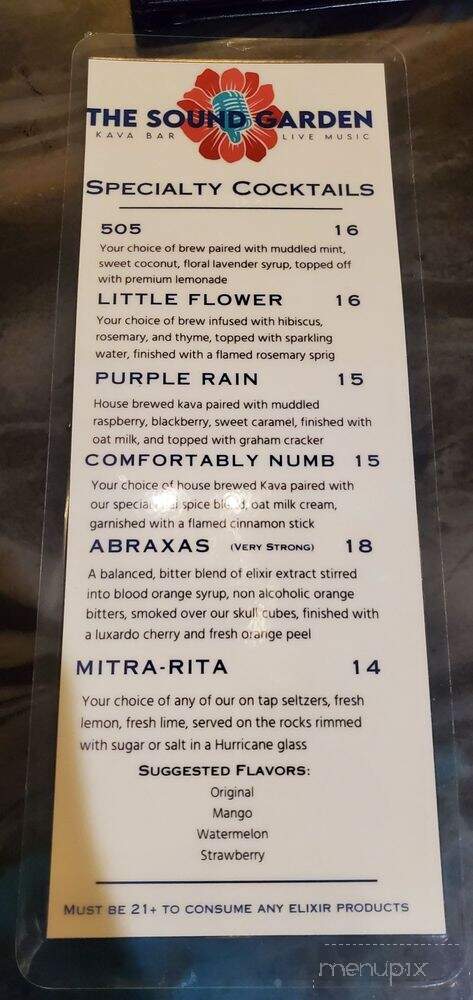 THE SOUND GARDEN
KAVA BAR LIVE MUSIC
SPECIALTY COCKTAILS
505 16
Your choice of brew paired with muddled mint,
sweet coconut, floral lavender syrup, topped off
with premium lemonade
LITTLE FLOWER 16
Your choice of brew infused with hibiscus,
rosemary, and thyme, topped with sparkling
water, finished with a flamed rosemary sprig
PURPLE RAIN 15
House brewed kava paired with muddled
raspberry, blackberry, sweet caramel, finished with
oat milk, and topped with graham cracker
COMFORTABLY NUMB 15
Your choice of house brewed Kava paired with
our special spice blend, oat milk cream,
garnished with a flamed cinnamon stick
ABRAXAS (VERY STRONG) 18
A balanced, bitter blend of elixir extract stirred
into blood orange syrup, non alcoholic orange
bitters, smoked over our skull cubes, finished with
a luxardo cherry and fresh orange peel
MITRA-RITA 14
Your choice of any of our on tap seltzers, fresh
lemon, fresh lime, served on the rocks rimmed
with sugar or salt in a Hurricane glass
SUGGESTED FLAVORS:
Original
Mango
Watermelon
Strawberry
MUST BE 21+ TO CONSUME ANY ELIXIR PRODUCTS
menupix